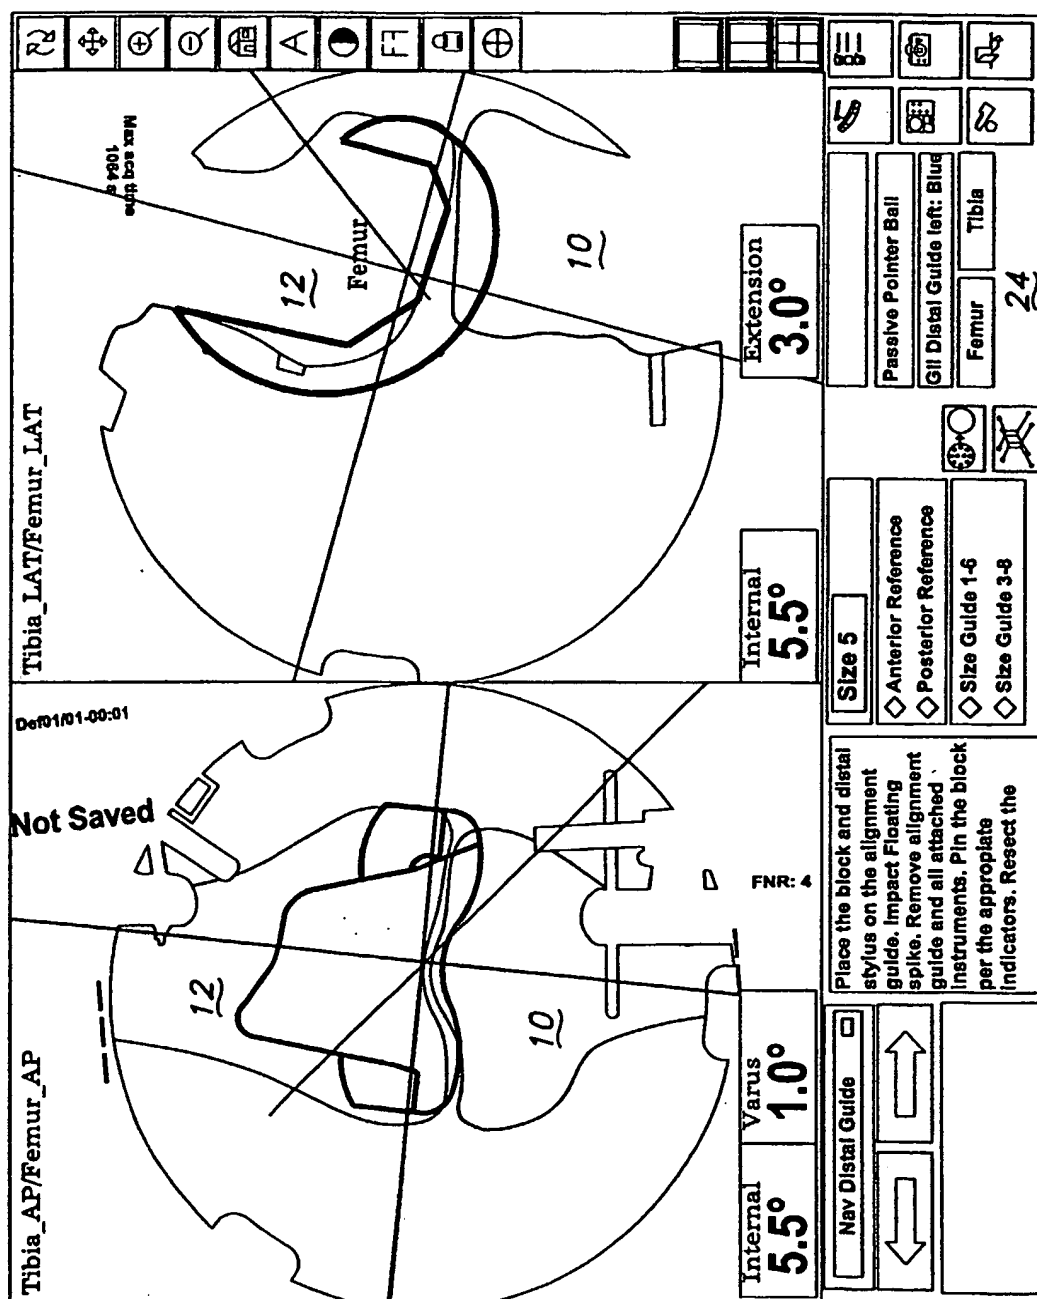 Tibia_AP/Femur_AP
Not Saved
Def01/01-00:01
12
10
FNR: 4
Internal
5.5°
Varus
1.0°
Tibia_LAT/Femur_LAT
Max acq time
1064 s
12
Femur
10
Internal
5.5°
Extension
3.0°
A
Nav Distal Guide
Place the block and distal
stylus on the alignment
guide. Impact Floating
spike. Remove alignment
guide and all attached
instruments. Pin the block
per the appropiate
indicators. Resect the
Size 5
Anterior Reference
Posterior Reference
Size Guide 1-6
Size Guide 3-8
Passive Pointer Ball
GII Distal Guide left: Blue
Femur
Tibia
24